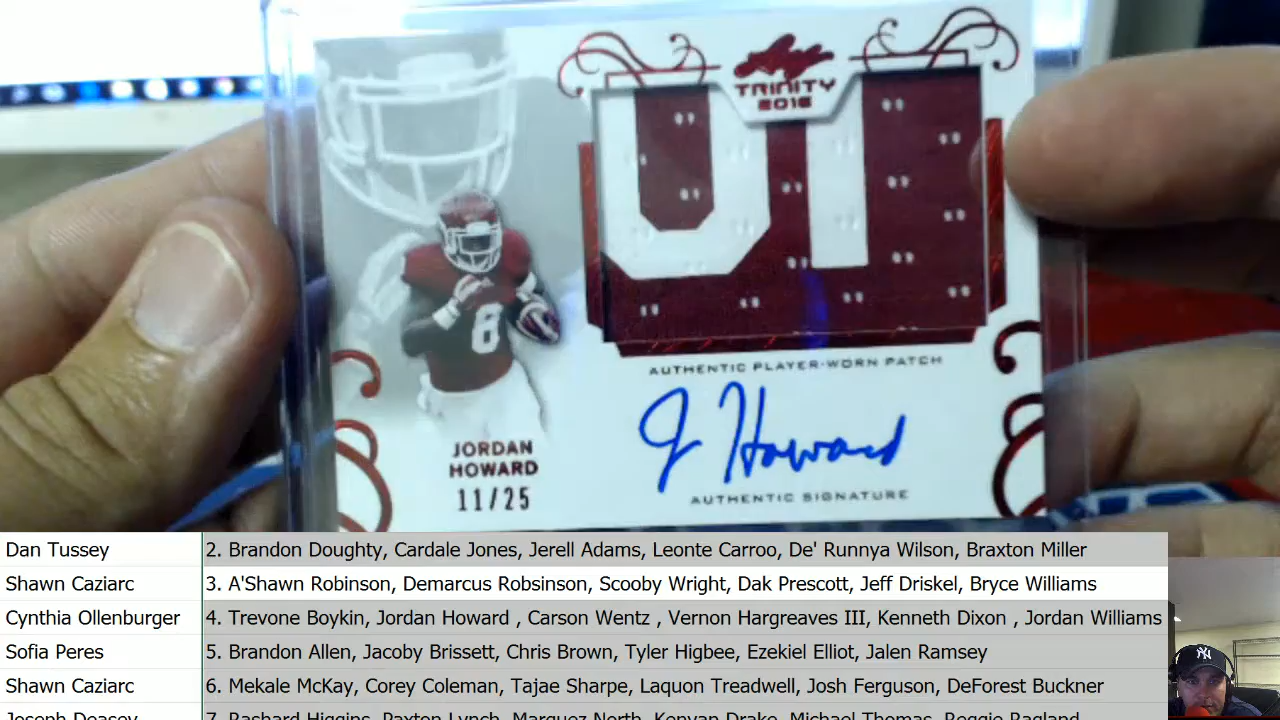 TRINITY
2016
8
AUTHENTIC PLAYER-WORN PATCH
JORDAN
HOWARD
11/25
J Howard
AUTHENTIC SIGNATURE
Dan Tussey 2. Brandon Doughty, Cardale Jones, Jerell Adams, Leonte Carroo, De' Runnya Wilson, Braxton Miller
Shawn Caziarc 3. A'Shawn Robinson, Demarcus Robsinson, Scooby Wright, Dak Prescott, Jeff Driskel, Bryce Williams
Cynthia Ollenburger 4. Trevone Boykin, Jordan Howard , Carson Wentz , Vernon Hargreaves III, Kenneth Dixon , Jordan Williams
Sofia Peres 5. Brandon Allen, Jacoby Brissett, Chris Brown, Tyler Higbee, Ezekiel Elliot, Jalen Ramsey
Shawn Caziarc 6. Mekale McKay, Corey Coleman, Tajae Sharpe, Laquon Treadwell, Josh Ferguson, DeForest Buckner
Joseph Deasey 7. Rashard Higgins, Paxton Lynch, Marquez North, Kenyan Drake, Michael Thomas, Reggie Ragland